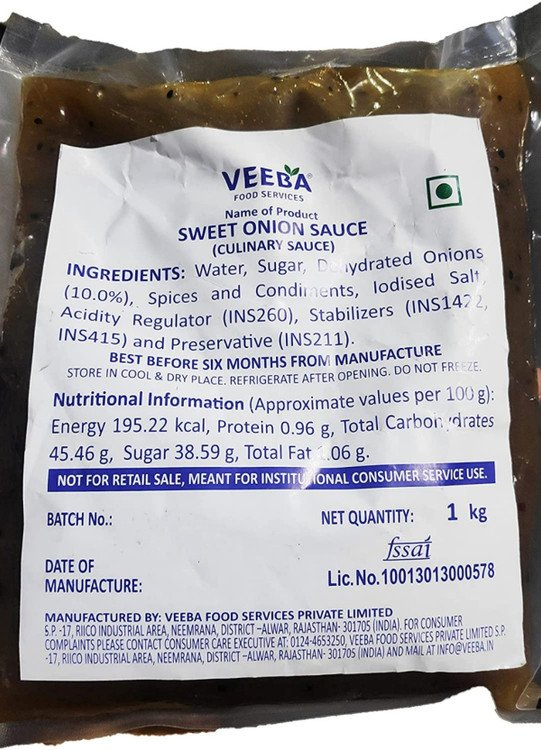 VEEBA
FOOD SERVICES
Name of Product
SWEET ONION SAUCE
(CULINARY SAUCE)
INGREDIENTS: Water, Sugar, Dehydrated Onions
(10.0%), Spices and Condiments, Iodised Salt,
Acidity Regulator (INS260), Stabilizers (INS1422,
INS415) and Preservative (INS211).
BEST BEFORE SIX MONTHS FROM MANUFACTURE
STORE IN COOL & DRY PLACE. REFRIGERATE AFTER OPENING. DO NOT FREEZE.
Nutritional Information (Approximate values per 100 g):
Energy 195.22 kcal, Protein 0.96 g, Total Carbohydrates
45.46 g, Sugar 38.59 g, Total Fat .06 g.
NOT FOR RETAIL SALE, MEANT FOR INSTITUTIONAL CONSUMER SERVICE USE.
BATCH No.:
NET QUANTITY: 1 kg
fssai
Lic.No.10013013000578
DATE OF
MANUFACTURE:
MANUFACTURED BY: VEEBA FOOD SERVICES PRIVATE LIMITED
S.P.-17, RIICO INDUSTRIAL AREA, NEEMRANA, DISTRICT –ALWAR, RAJASTHAN- 301705 (INDIA). FOR CONSUMER
COMPLAINTS PLEASE CONTACT CONSUMER CARE EXECUTIVE AT: 0124-4653250, VEEBA FOOD SERVICES PRIVATE LIMITED S.P.
-17, RIICO INDUSTRIAL AREA, NEEMRANA, DISTRICT –ALWAR, RAJASTHAN- 301705 (INDIA) AND MAIL AT INFO@VEEBA.IN